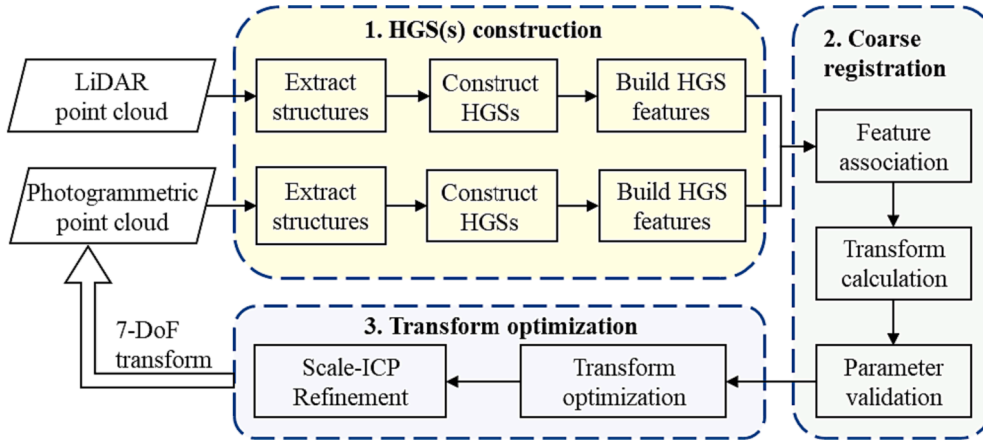 1. HGS(s) construction
LiDAR
point cloud
Extract
structures
Construct
HGSs
Build HGS
features
Photogrammetric
point cloud
Extract
structures
Construct
HGSs
Build HGS
features
2. Coarse
registration
Feature
association
Transform
calculation
Parameter
validation
3. Transform optimization
Transform
optimization
Scale-ICP
Refinement
7-DoF
transform